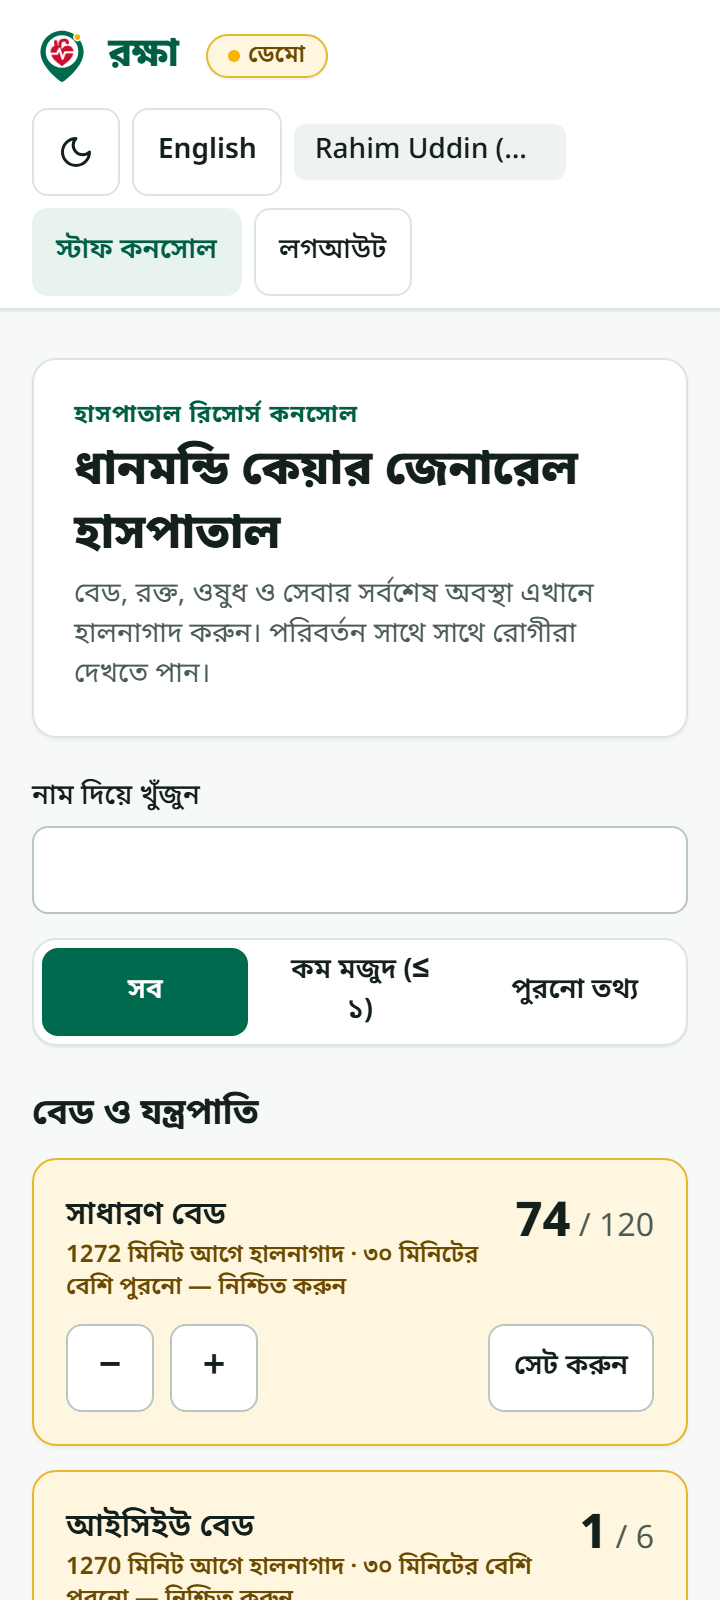 রক্ষা
ডেমো
English
Rahim Uddin (...
স্টাফ কনসোল
লগআউট
হাসপাতাল রিসোর্স কনসোল
ধানমন্ডি কেয়ার জেনারেল
হাসপাতাল
বেড, রক্ত, ওষুধ ও সেবার সর্বশেষ অবস্থা এখানে
হালনাগাদ করুন। পরিবর্তন সাথে সাথে রোগীরা
দেখতে পান।
নাম দিয়ে খুঁজুন
সব
কম মজুদ (≤
১)
পুরনো তথ্য
বেড ও যন্ত্রপাতি
সাধারণ বেড
74 / 120
1272 মিনিট আগে হালনাগাদ · ৩০ মিনিটের
বেশি পুরনো — নিশ্চিত করুন
− +
সেট করুন
আইসিইউ বেড
1 / 6
1270 মিনিট আগে হালনাগাদ · ৩০ মিনিটের বেশি
পুরনো — নিশ্চিত করুন